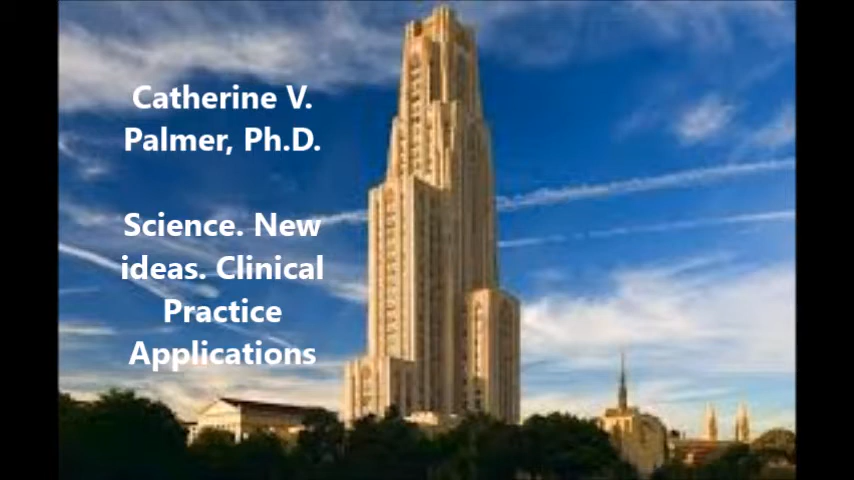 Catherine V.
Palmer, Ph.D.
Science. New
ideas. Clinical
Practice
Applications